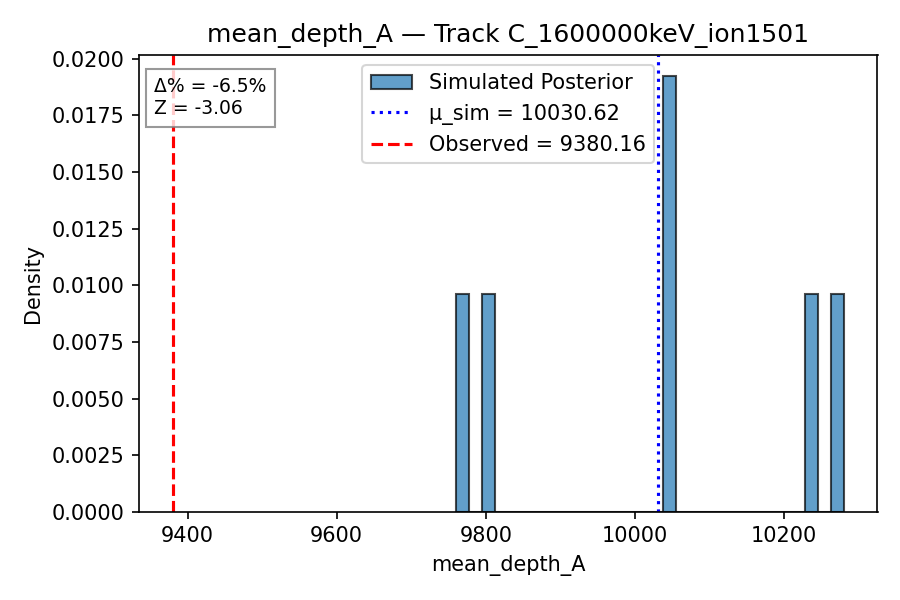 mean_depth_A — Track C_1600000keV_ion1501
Δ% = -6.5%
Z = -3.06
Simulated Posterior
μ_sim = 10030.62
Observed = 9380.16
0.0200
0.0175
0.0150
0.0125
0.0100
0.0075
0.0050
0.0025
0.0000
Density
9400
9600
9800
10000
10200
mean_depth_A